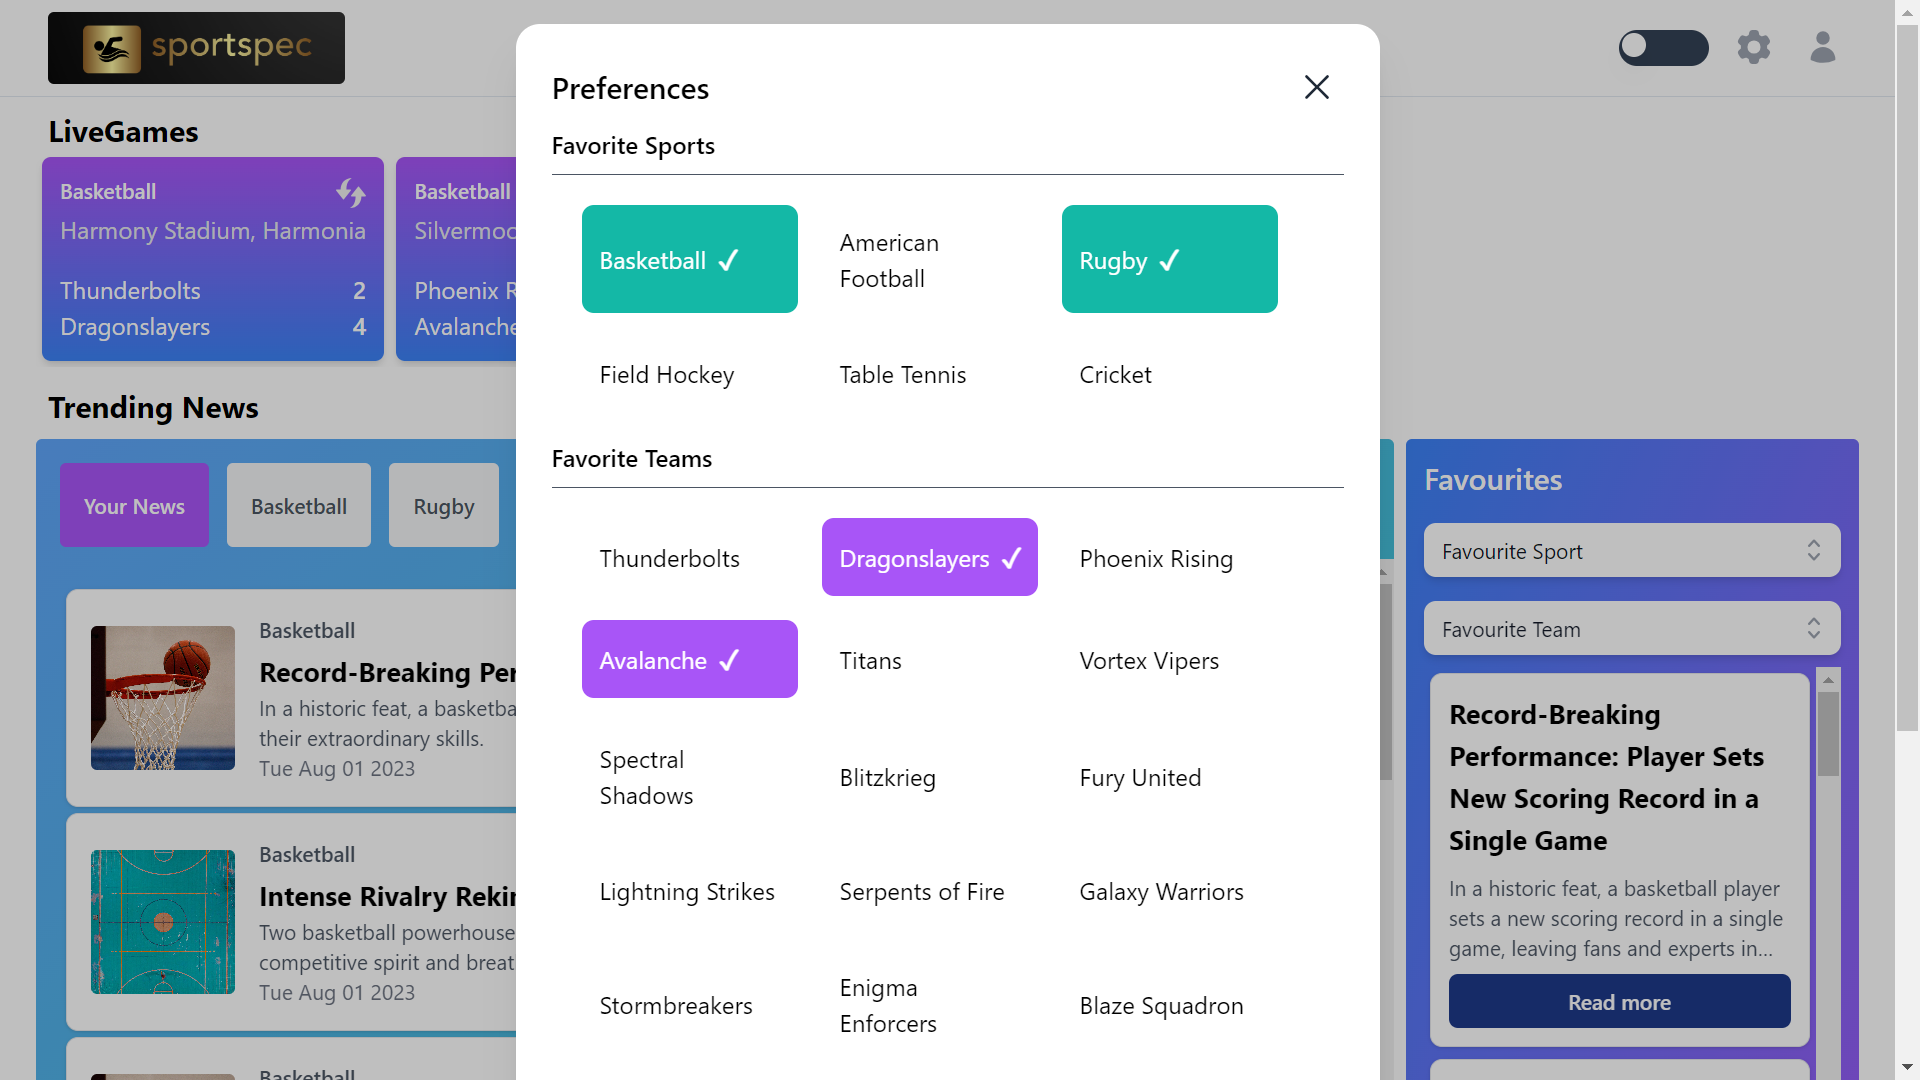 sportspec
LiveGames
Basketball
Harmony Stadium, Harmonia
Thunderbolts 2
Dragonslayers 4
Basketball
Phoenix
Avalanche
Trending News
Your News
Basketball
Rugby
Basketball
Record-Breaking
In a historic feat, a
their extraordinary skills.
Tue Aug 01 2023
Basketball
Intense Rivalry
Two basketball
competitive spirit and
Tue Aug 01 2023
Basketball
Preferences
Favorite Sports
Basketball
American
Football
Rugby
Field Hockey
Table Tennis
Cricket
Favorite Teams
Thunderbolts
Dragonslayers
Phoenix Rising
Avalanche
Titans
Vortex Vipers
Spectral
Shadows
Blitzkrieg
Fury United
Lightning Strikes
Serpents of Fire
Galaxy Warriors
Stormbreakers
Enigma
Enforcers
Blaze Squadron
Favourites
Favourite Sport
Favourite Team
Record-Breaking
Performance: Player Sets
New Scoring Record in a
Single Game
In a historic feat, a basketball player
sets a new scoring record in a single
game, leaving fans and experts in...
Read more